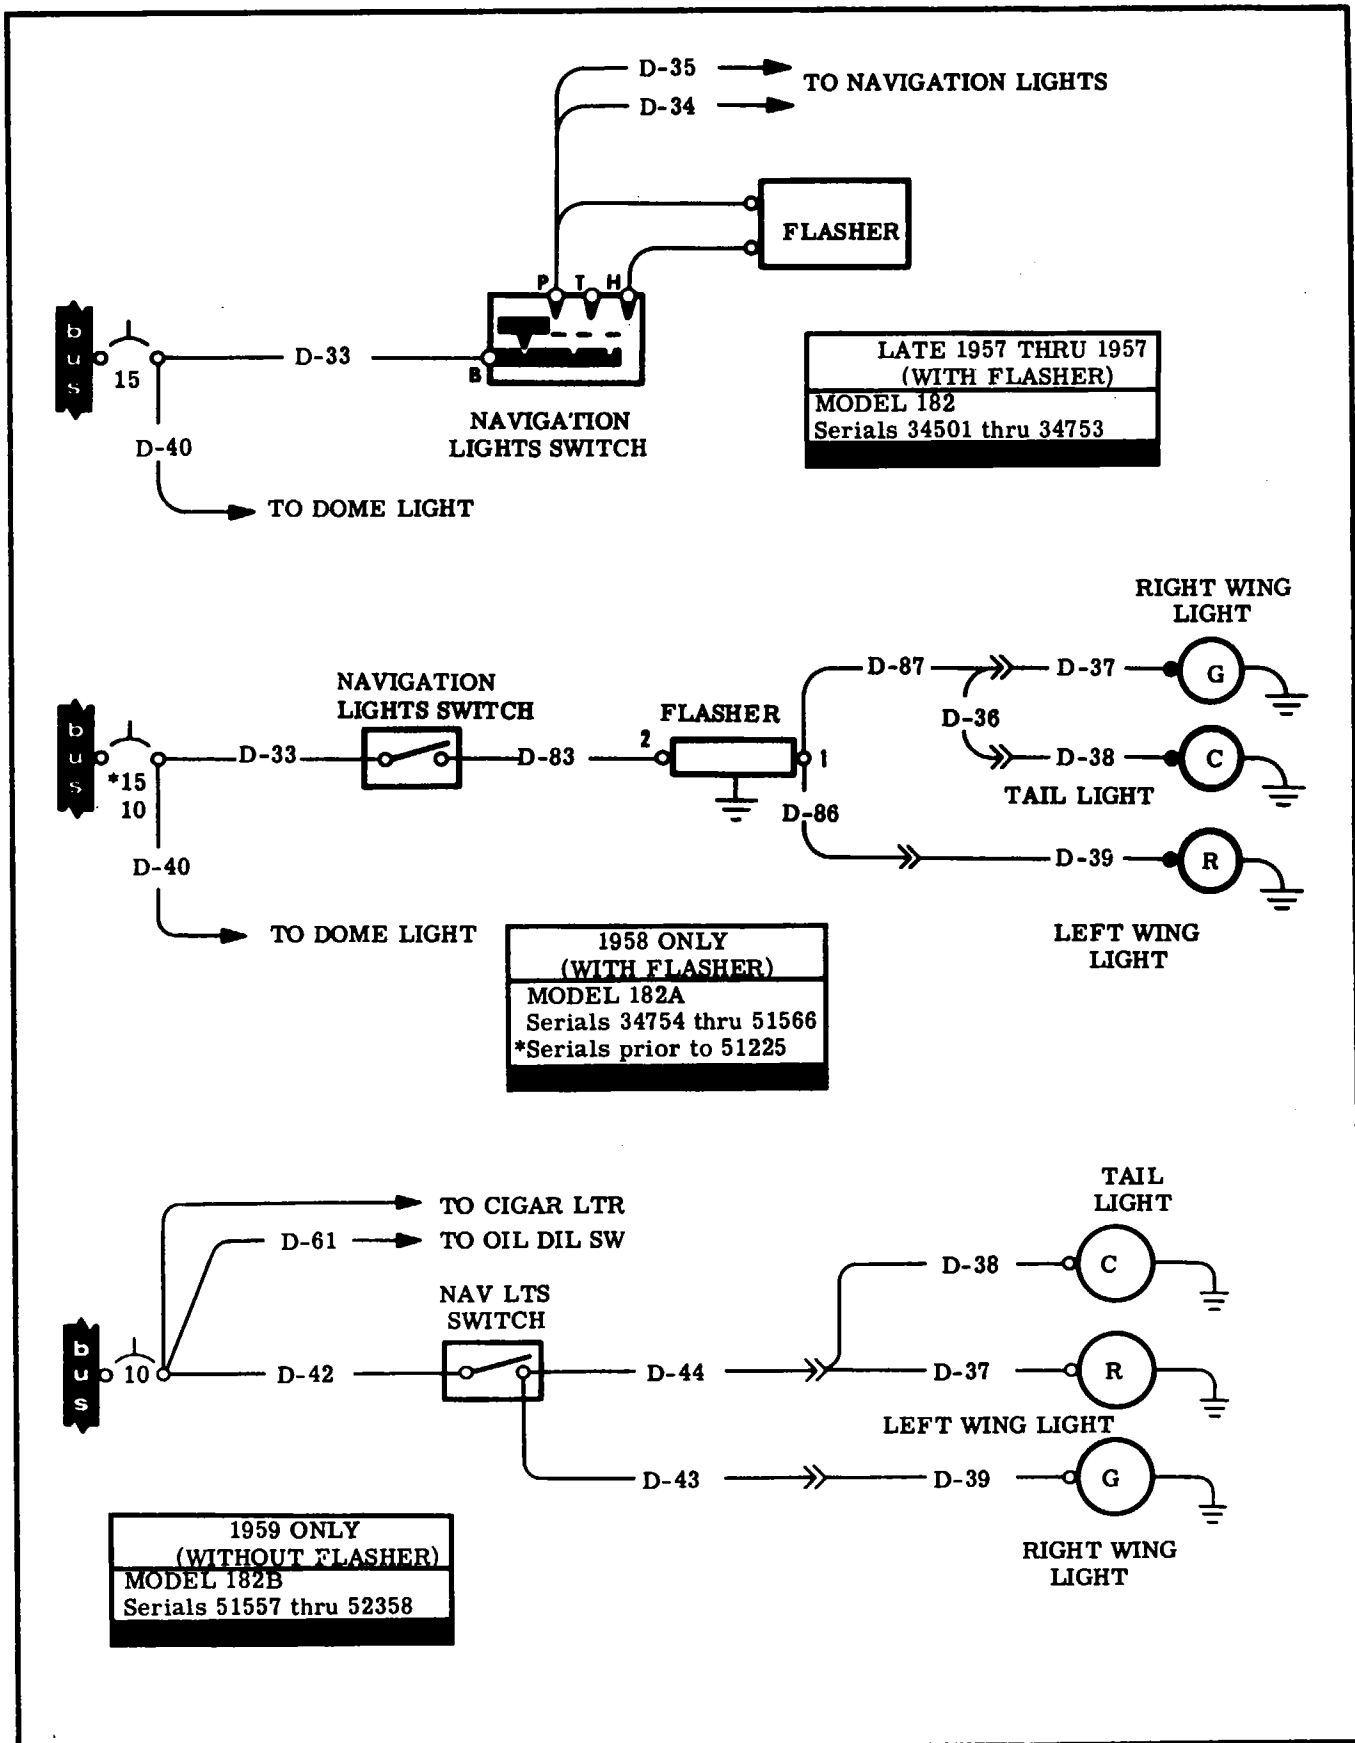 D-35
TO NAVIGATION LIGHTS
D-34
FLASHER
P T H
bus
15
D-33
B
NAVIGATION
LIGHTS SWITCH
D-40
TO DOME LIGHT
LATE 1957 THRU 1957
(WITH FLASHER)
MODEL 182
Serials 34501 thru 34753
RIGHT WING
LIGHT
NAVIGATION
LIGHTS SWITCH
FLASHER
D-87
D-37
G
D-36
bus
*15
10
D-33
D-83
2
1
D-38
C
TAIL LIGHT
D-86
D-39
R
D-40
TO DOME LIGHT
LEFT WING
LIGHT
1958 ONLY
(WITH FLASHER)
MODEL 182A
Serials 34754 thru 51566
*Serials prior to 51225
TAIL
LIGHT
TO CIGAR LTR
D-61
TO OIL DIL SW
D-38
C
NAV LTS
SWITCH
bus
10
D-42
D-44
D-37
R
LEFT WING LIGHT
D-43
D-39
G
RIGHT WING
LIGHT
1959 ONLY
(WITHOUT FLASHER)
MODEL 182B
Serials 51557 thru 52358